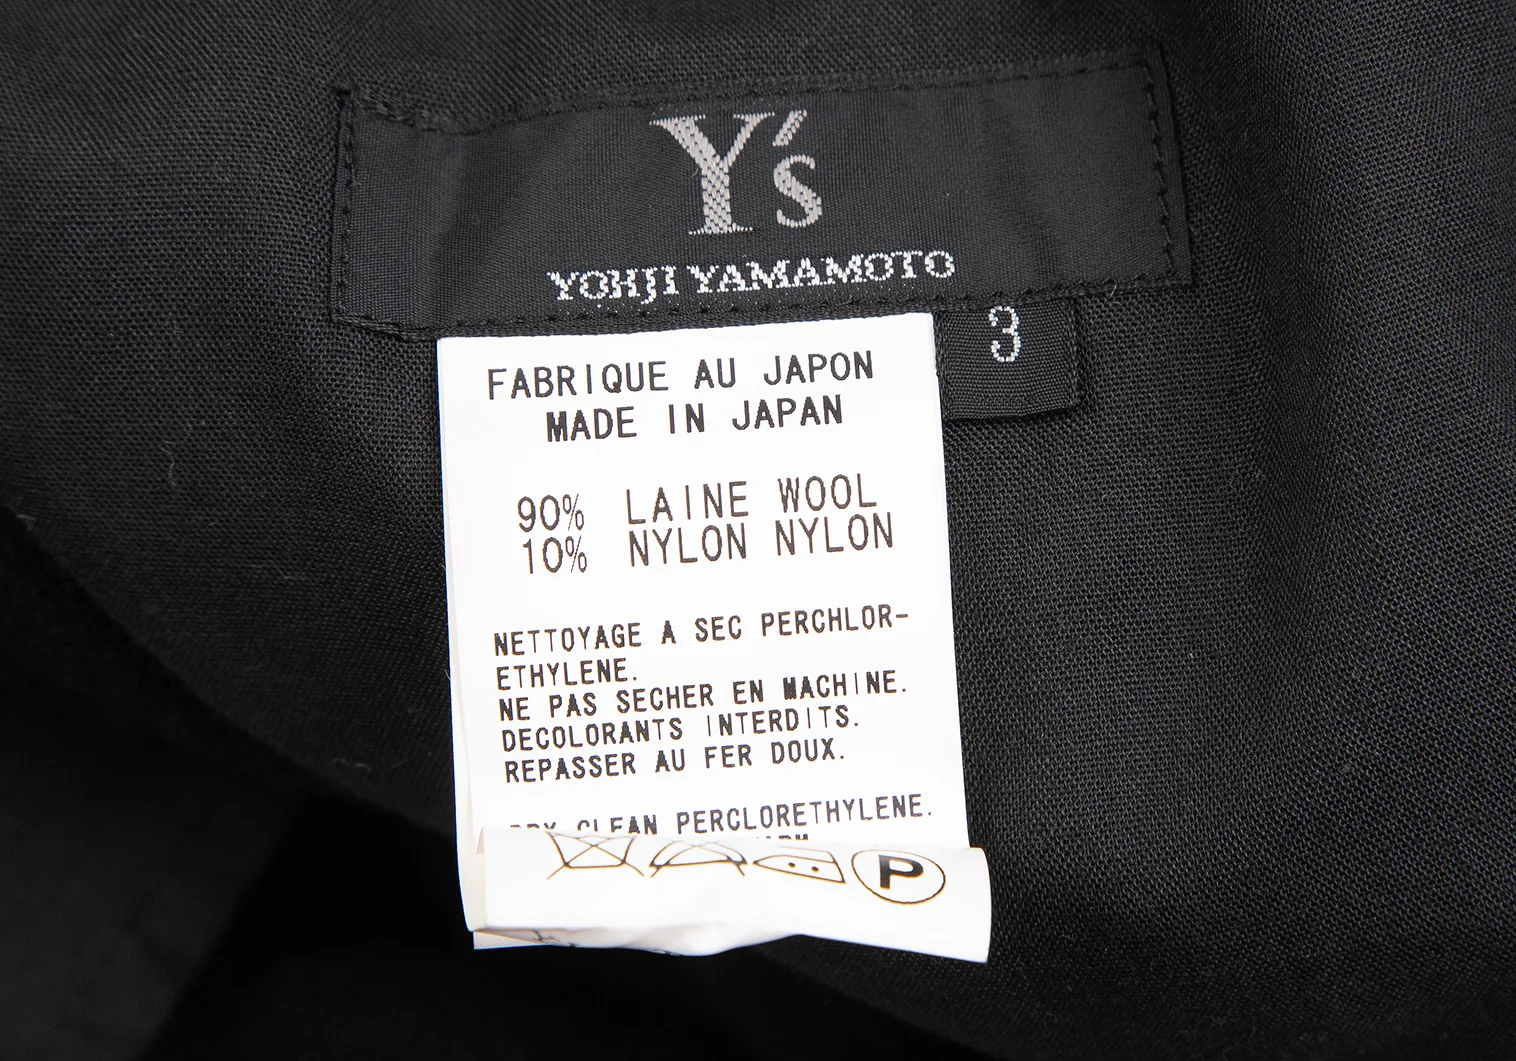 Y's
YOHJI YAMAMOTO
3
FABRIQUE AU JAPON
MADE IN JAPAN
90% LAINE WOOL
10% NYLON NYLON
NETTOYAGE A SEC PERCHLOR-
ETHYLENE.
NE PAS SECHER EN MACHINE.
DECOLORANTS INTERDITS.
REPASSER AU FER DOUX.
DRY CLEAN PERCLORETHYLENE.
P